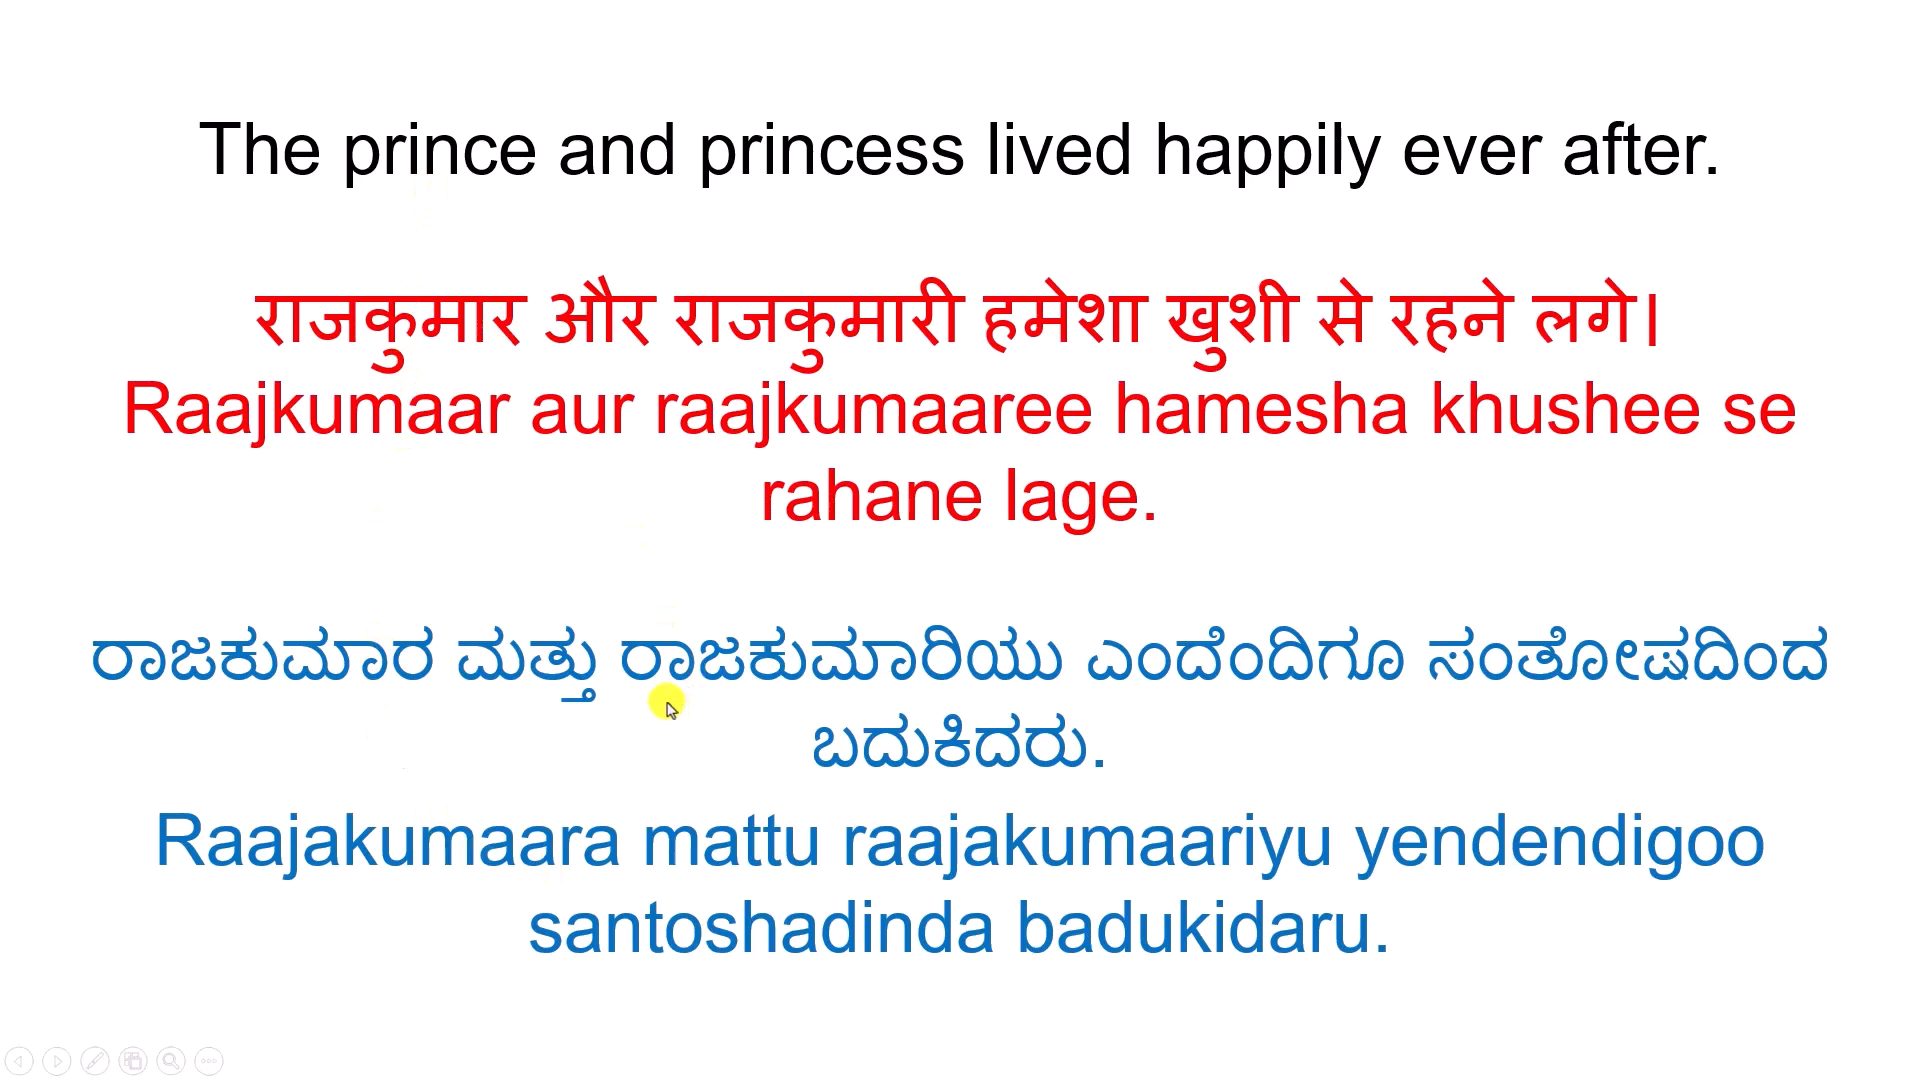 The prince and princess lived happily ever after.
राजकुमार और राजकुमारी हमेशा खुशी से रहने लगे।
Raajkumaar aur raajkumaaree hamesha khushee se
rahane lage.
ರಾಜಕುಮಾರ ಮತ್ತು ರಾಜಕುಮಾರಿಯು ಎಂದೆಂದಿಗೂ ಸಂತೋಷದಿಂದ
ಬದುಕಿದರು.
Raajakumaara mattu raajakumaariyu yendendigoo
santoshadinda badukidaru.